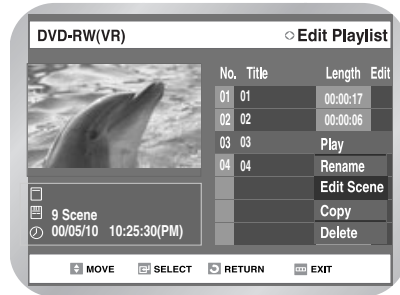 DVD-RW(VR) Edit Playlist
No. Title Length Edit
01 01 00:00:17
02 02 00:00:06
03 03 Play
04 04 Rename
Edit Scene
Copy
Delete
9 Scene
00/05/10 10:25:30(PM)
MOVE SELECT RETURN EXIT